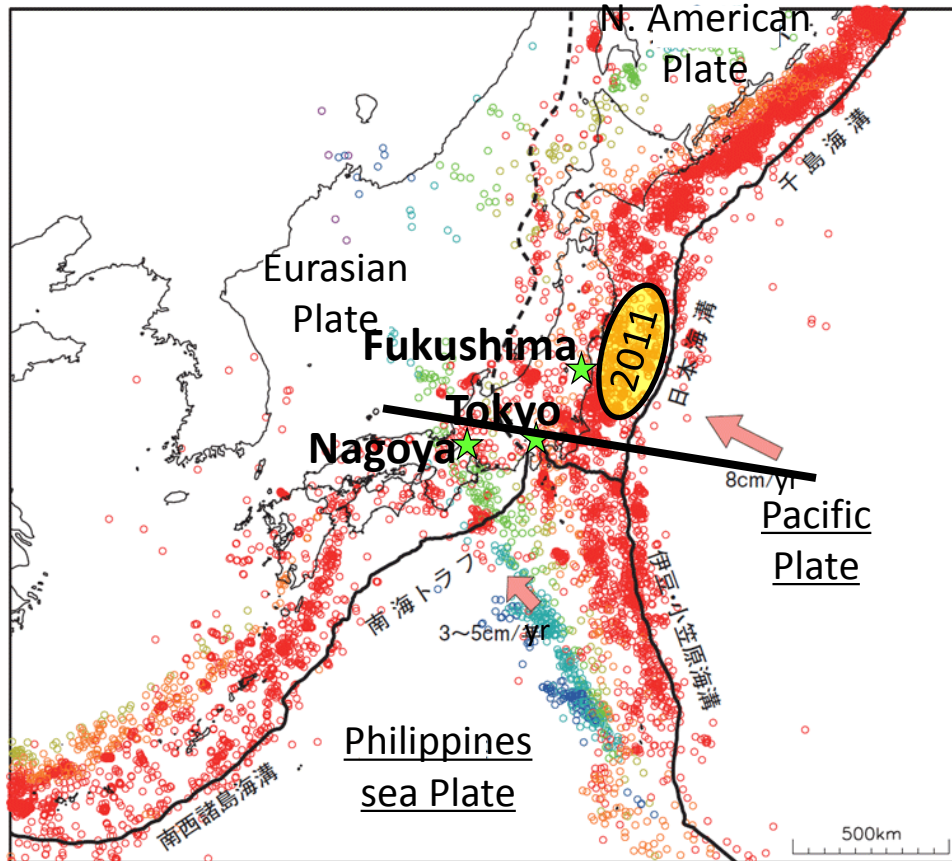 N. American
Plate
千島海溝
Eurasian
Plate
2011
Fukushima
日本海溝
Tokyo
Nagoya
8cm/yr
Pacific
Plate
南海トラフ
伊豆・小笠原海溝
3～5cm/yr
Philippines
sea Plate
南西諸島海溝
500km